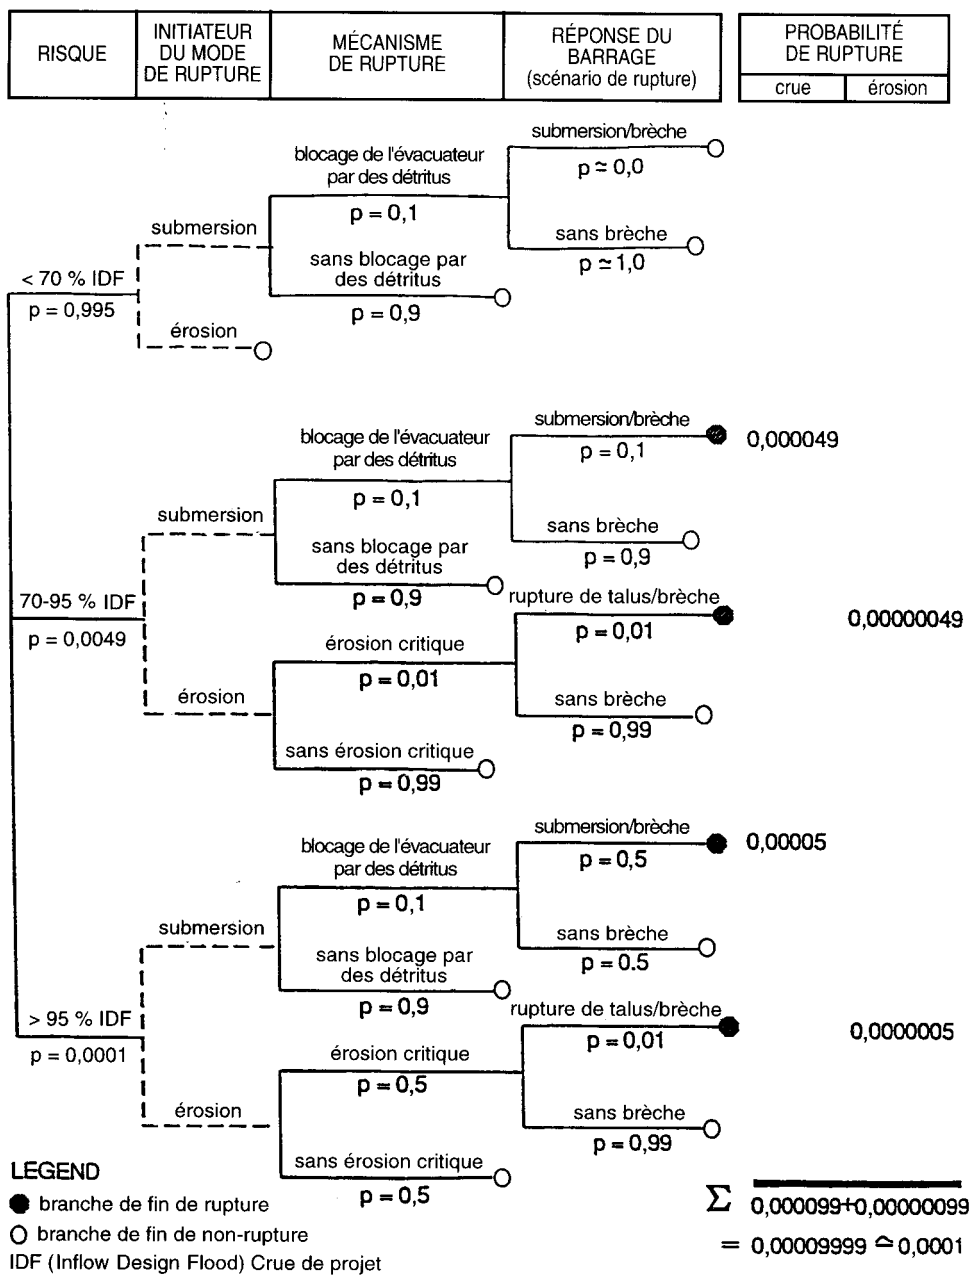 RISQUE
INITIATEUR
DU MODE
DE RUPTURE
MÉCANISME
DE RUPTURE
RÉPONSE DU
BARRAGE
(scénario de rupture)
PROBABILITÉ
DE RUPTURE
crue
érosion
submersion/brèche
p ≃ 0,0
blocage de l'évacuateur
par des détritus
p = 0,1
submersion
sans brèche
p ≃ 1,0
sans blocage par
des détritus
p = 0,9
< 70 % IDF
p = 0,995
érosion
submersion/brèche
p = 0,1
0,000049
blocage de l'évacuateur
par des détritus
p = 0,1
submersion
sans brèche
p = 0,9
sans blocage par
des détritus
p = 0,9
70-95 % IDF
p = 0,0049
rupture de talus/brèche
p = 0,01
0,00000049
érosion critique
p = 0,01
érosion
sans brèche
p = 0,99
sans érosion critique
p = 0,99
submersion/brèche
p = 0,5
0,00005
blocage de l'évacuateur
par des détritus
p = 0,1
submersion
sans brèche
p = 0.5
sans blocage par
des détritus
p = 0,9
> 95 % IDF
p = 0,0001
rupture de talus/brèche
p = 0,01
0,0000005
érosion critique
p = 0,5
érosion
sans brèche
p = 0,99
sans érosion critique
p = 0,5
LEGEND
branche de fin de rupture
branche de fin de non-rupture
IDF (Inflow Design Flood) Crue de projet
Σ 0,000099+0,00000099
= 0,00009999 ≏ 0,0001